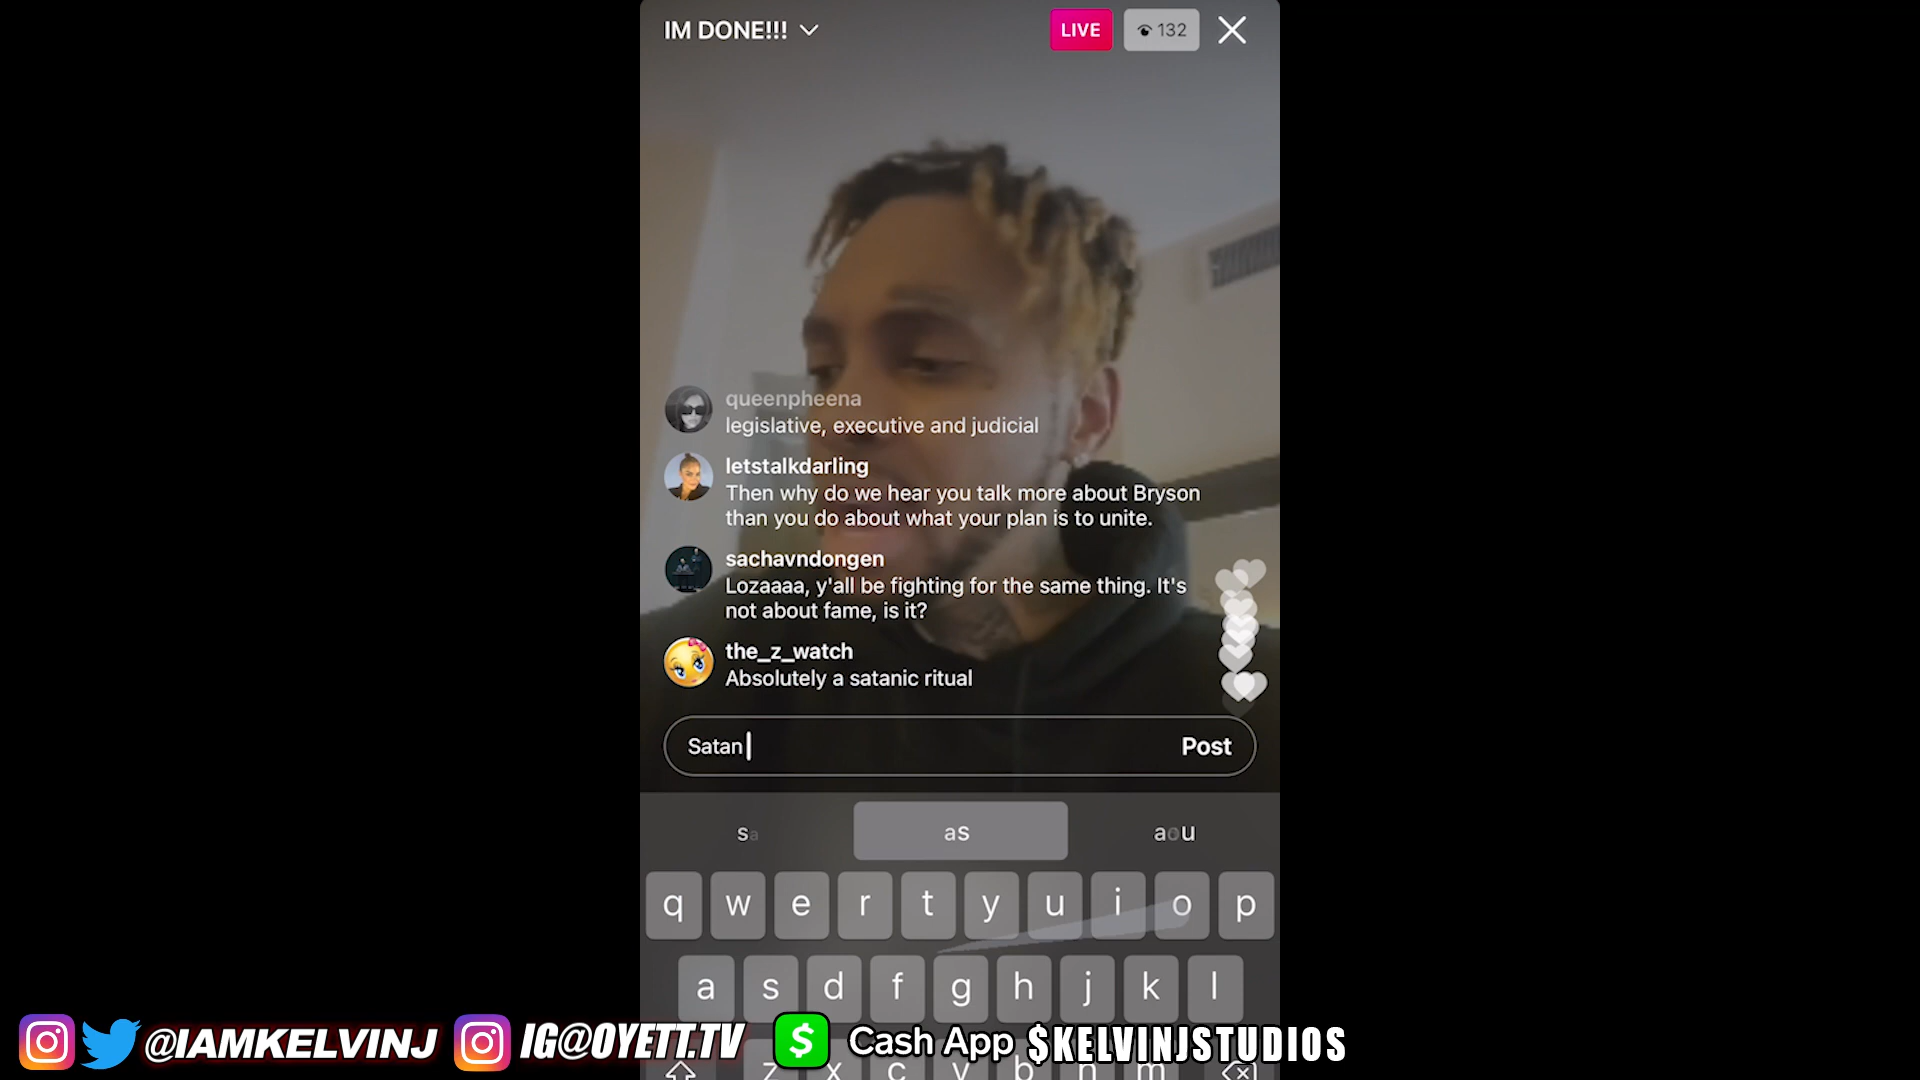 IM DONE!!!
LIVE
132
queenpheena
legislative, executive and judicial
letstalkdarling
Then why do we hear you talk more about Bryson
than you do about what your plan is to unite.
sachavndongen
Lozaaaa, y'all be fighting for the same thing. It's
not about fame, is it?
the_z_watch
Absolutely a satanic ritual
Satan
Post
as
q w e r t y u i o p
a s d f g h j k l
z x c v b n m
@IAMKELVINJ IG@OYETT.TV $ Cash App $KELVINJSTUDIOS